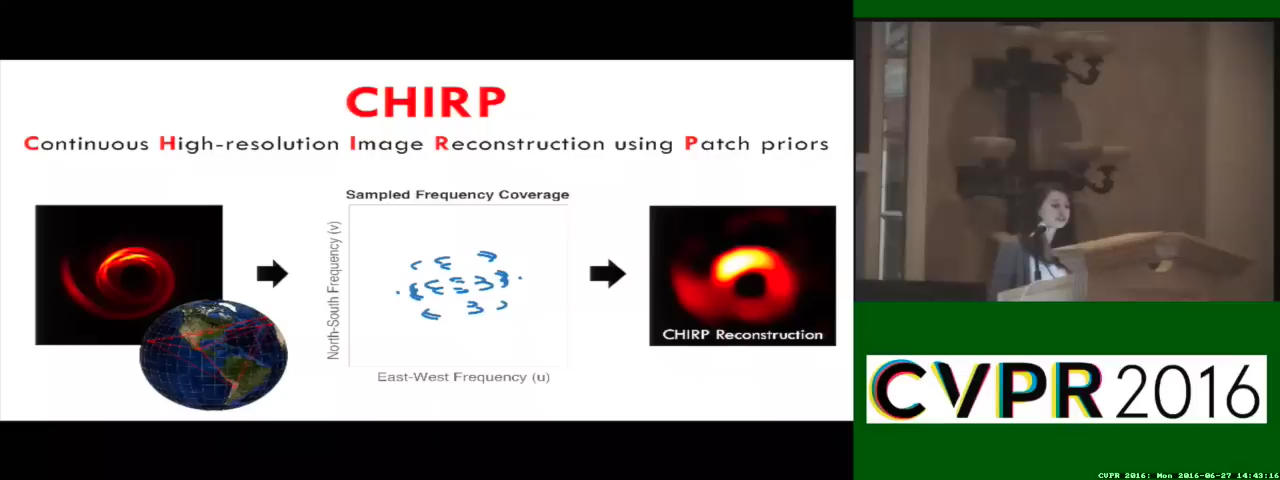 CHIRP
Continuous High-resolution Image Reconstruction using Patch priors
Sampled Frequency Coverage
North-South Frequency (v)
East-West Frequency (u)
CHIRP Reconstruction
CVPR 2016
CVPR 2016: Mon 2016-06-27 14:43:16